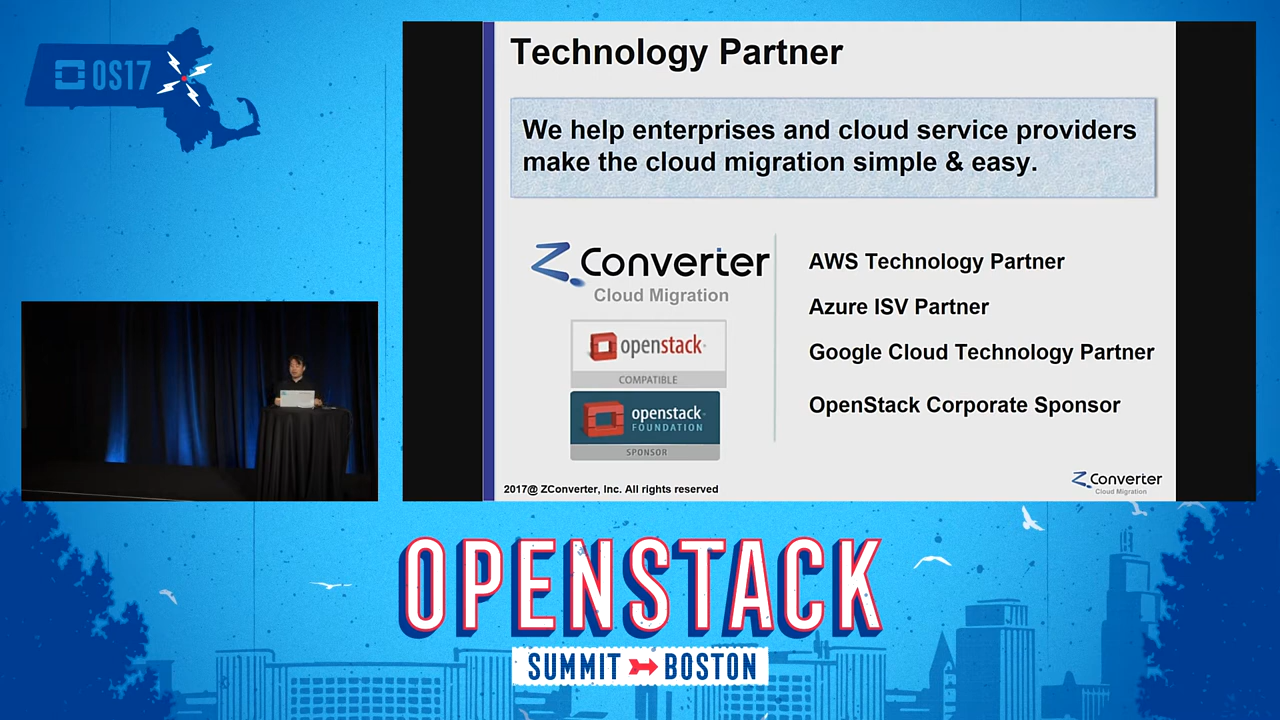 OS17
Technology Partner
We help enterprises and cloud service providers
make the cloud migration simple & easy.
ZConverter
Cloud Migration
openstack
COMPATIBLE
openstack
FOUNDATION
SPONSOR
AWS Technology Partner
Azure ISV Partner
Google Cloud Technology Partner
OpenStack Corporate Sponsor
2017@ ZConverter, Inc. All rights reserved
ZConverter
Cloud Migration
OPENSTACK
SUMMIT BOSTON